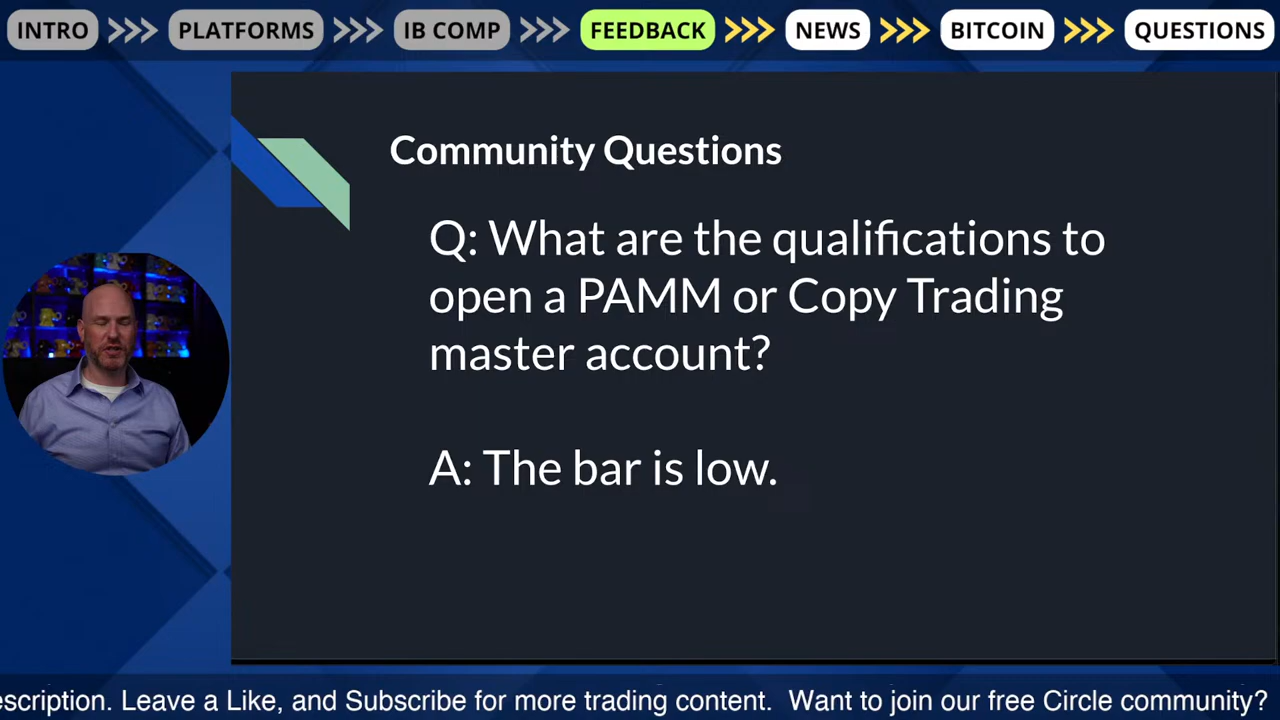 INTRO >>> PLATFORMS >>> IB COMP >>> FEEDBACK >>> NEWS >>> BITCOIN >>> QUESTIONS
Community Questions
Q: What are the qualifications to
open a PAMM or Copy Trading
master account?
A: The bar is low.
escription. Leave a Like, and Subscribe for more trading content. Want to join our free Circle community?